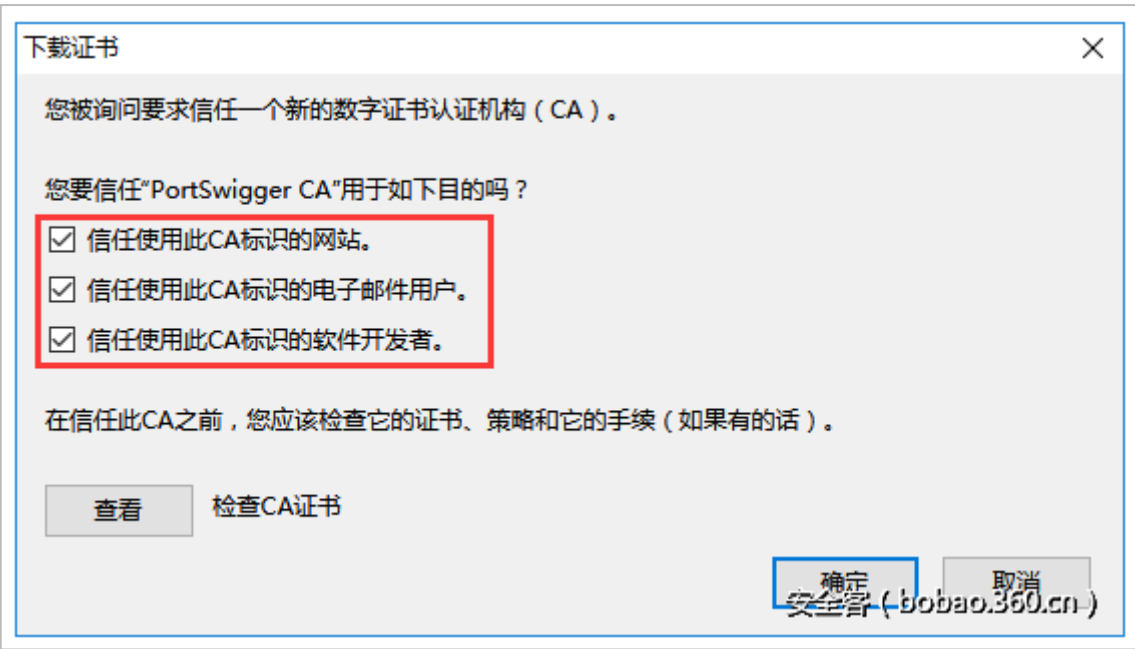 下载证书
您被询问要求信任一个新的数字证书认证机构（CA）。
您要信任“PortSwigger CA”用于如下目的吗？
信任使用此CA标识的网站。
信任使用此CA标识的电子邮件用户。
信任使用此CA标识的软件开发者。
在信任此CA之前，您应该检查它的证书、策略和它的手续（如果有的话）。
查看 检查CA证书
确定 取消
安全客（bobao.360.cn）